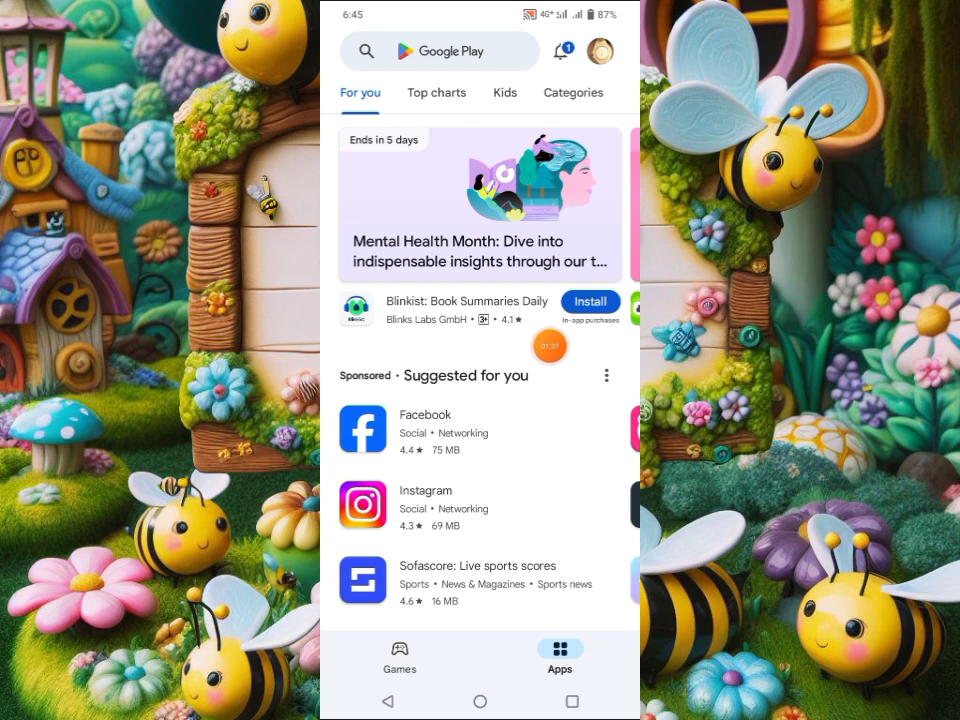 6:45
4G+
87%
Google Play
1
For you Top charts Kids Categories
Ends in 5 days
Mental Health Month: Dive into
indispensable insights through our t...
Blinkist: Book Summaries Daily
Install
Blinks Labs GmbH • 3+ • 4.1★
In-app purchases
01:37
Sponsored • Suggested for you
Facebook
Social • Networking
4.4★ 75 MB
Instagram
Social • Networking
4.3★ 69 MB
Sofascore: Live sports scores
Sports • News & Magazines • Sports news
4.6★ 16 MB
Games
Apps